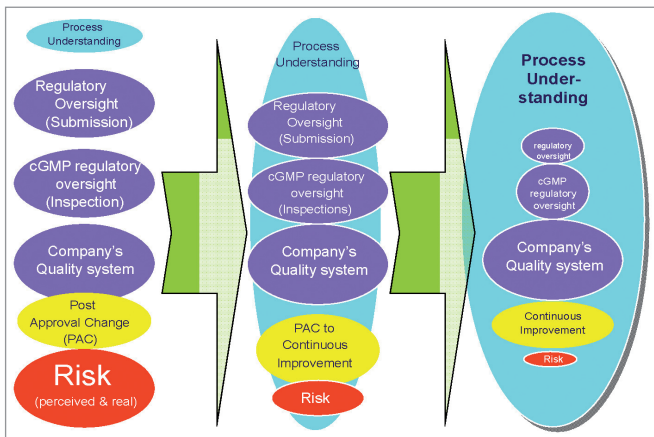 Process
Understanding
Regulatory
Oversight
(Submission)
cGMP regulatory
oversight
(Inspection)
Company's
Quality system
Post
Approval Change
(PAC)
Risk
(perceived & real)
Process
Understanding
Regulatory
Oversight
(Submission)
cGMP regulatory
oversight
(Inspections)
Company's
Quality system
PAC to
Continuous
Improvement
Risk
Process
Under-
standing
regulatory
oversight
cGMP
regulatory
oversight
Company's
Quality system
Continuous
Improvement
Risk